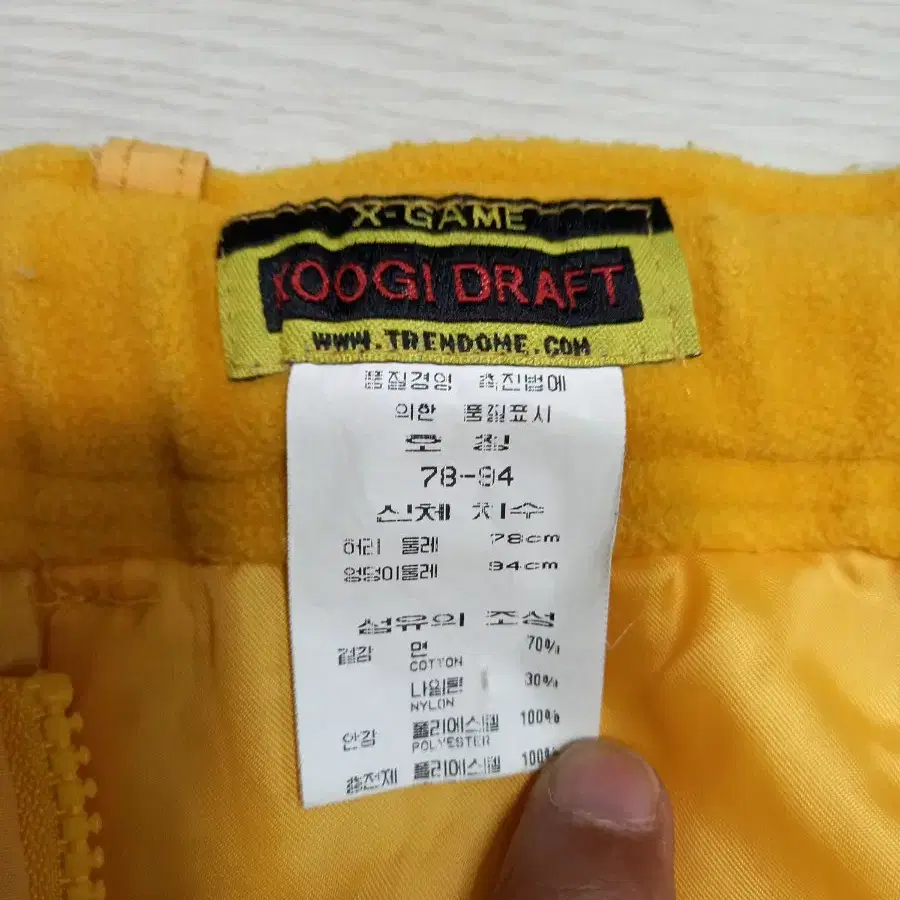 X-GAME
KOOGI DRAFT
WWW.TRENDOME.COM
품질경영 촉진법에
의한 품질표시
호 칭
78-94
신체 치수
허리 둘레 78cm
엉덩이둘레 94cm
섬유의 조성
겉감 면 70%
COTTON
나일론 30%
NYLON
안감 폴리에스텔 100%
POLYESTER
충전재 폴리에스텔 100%